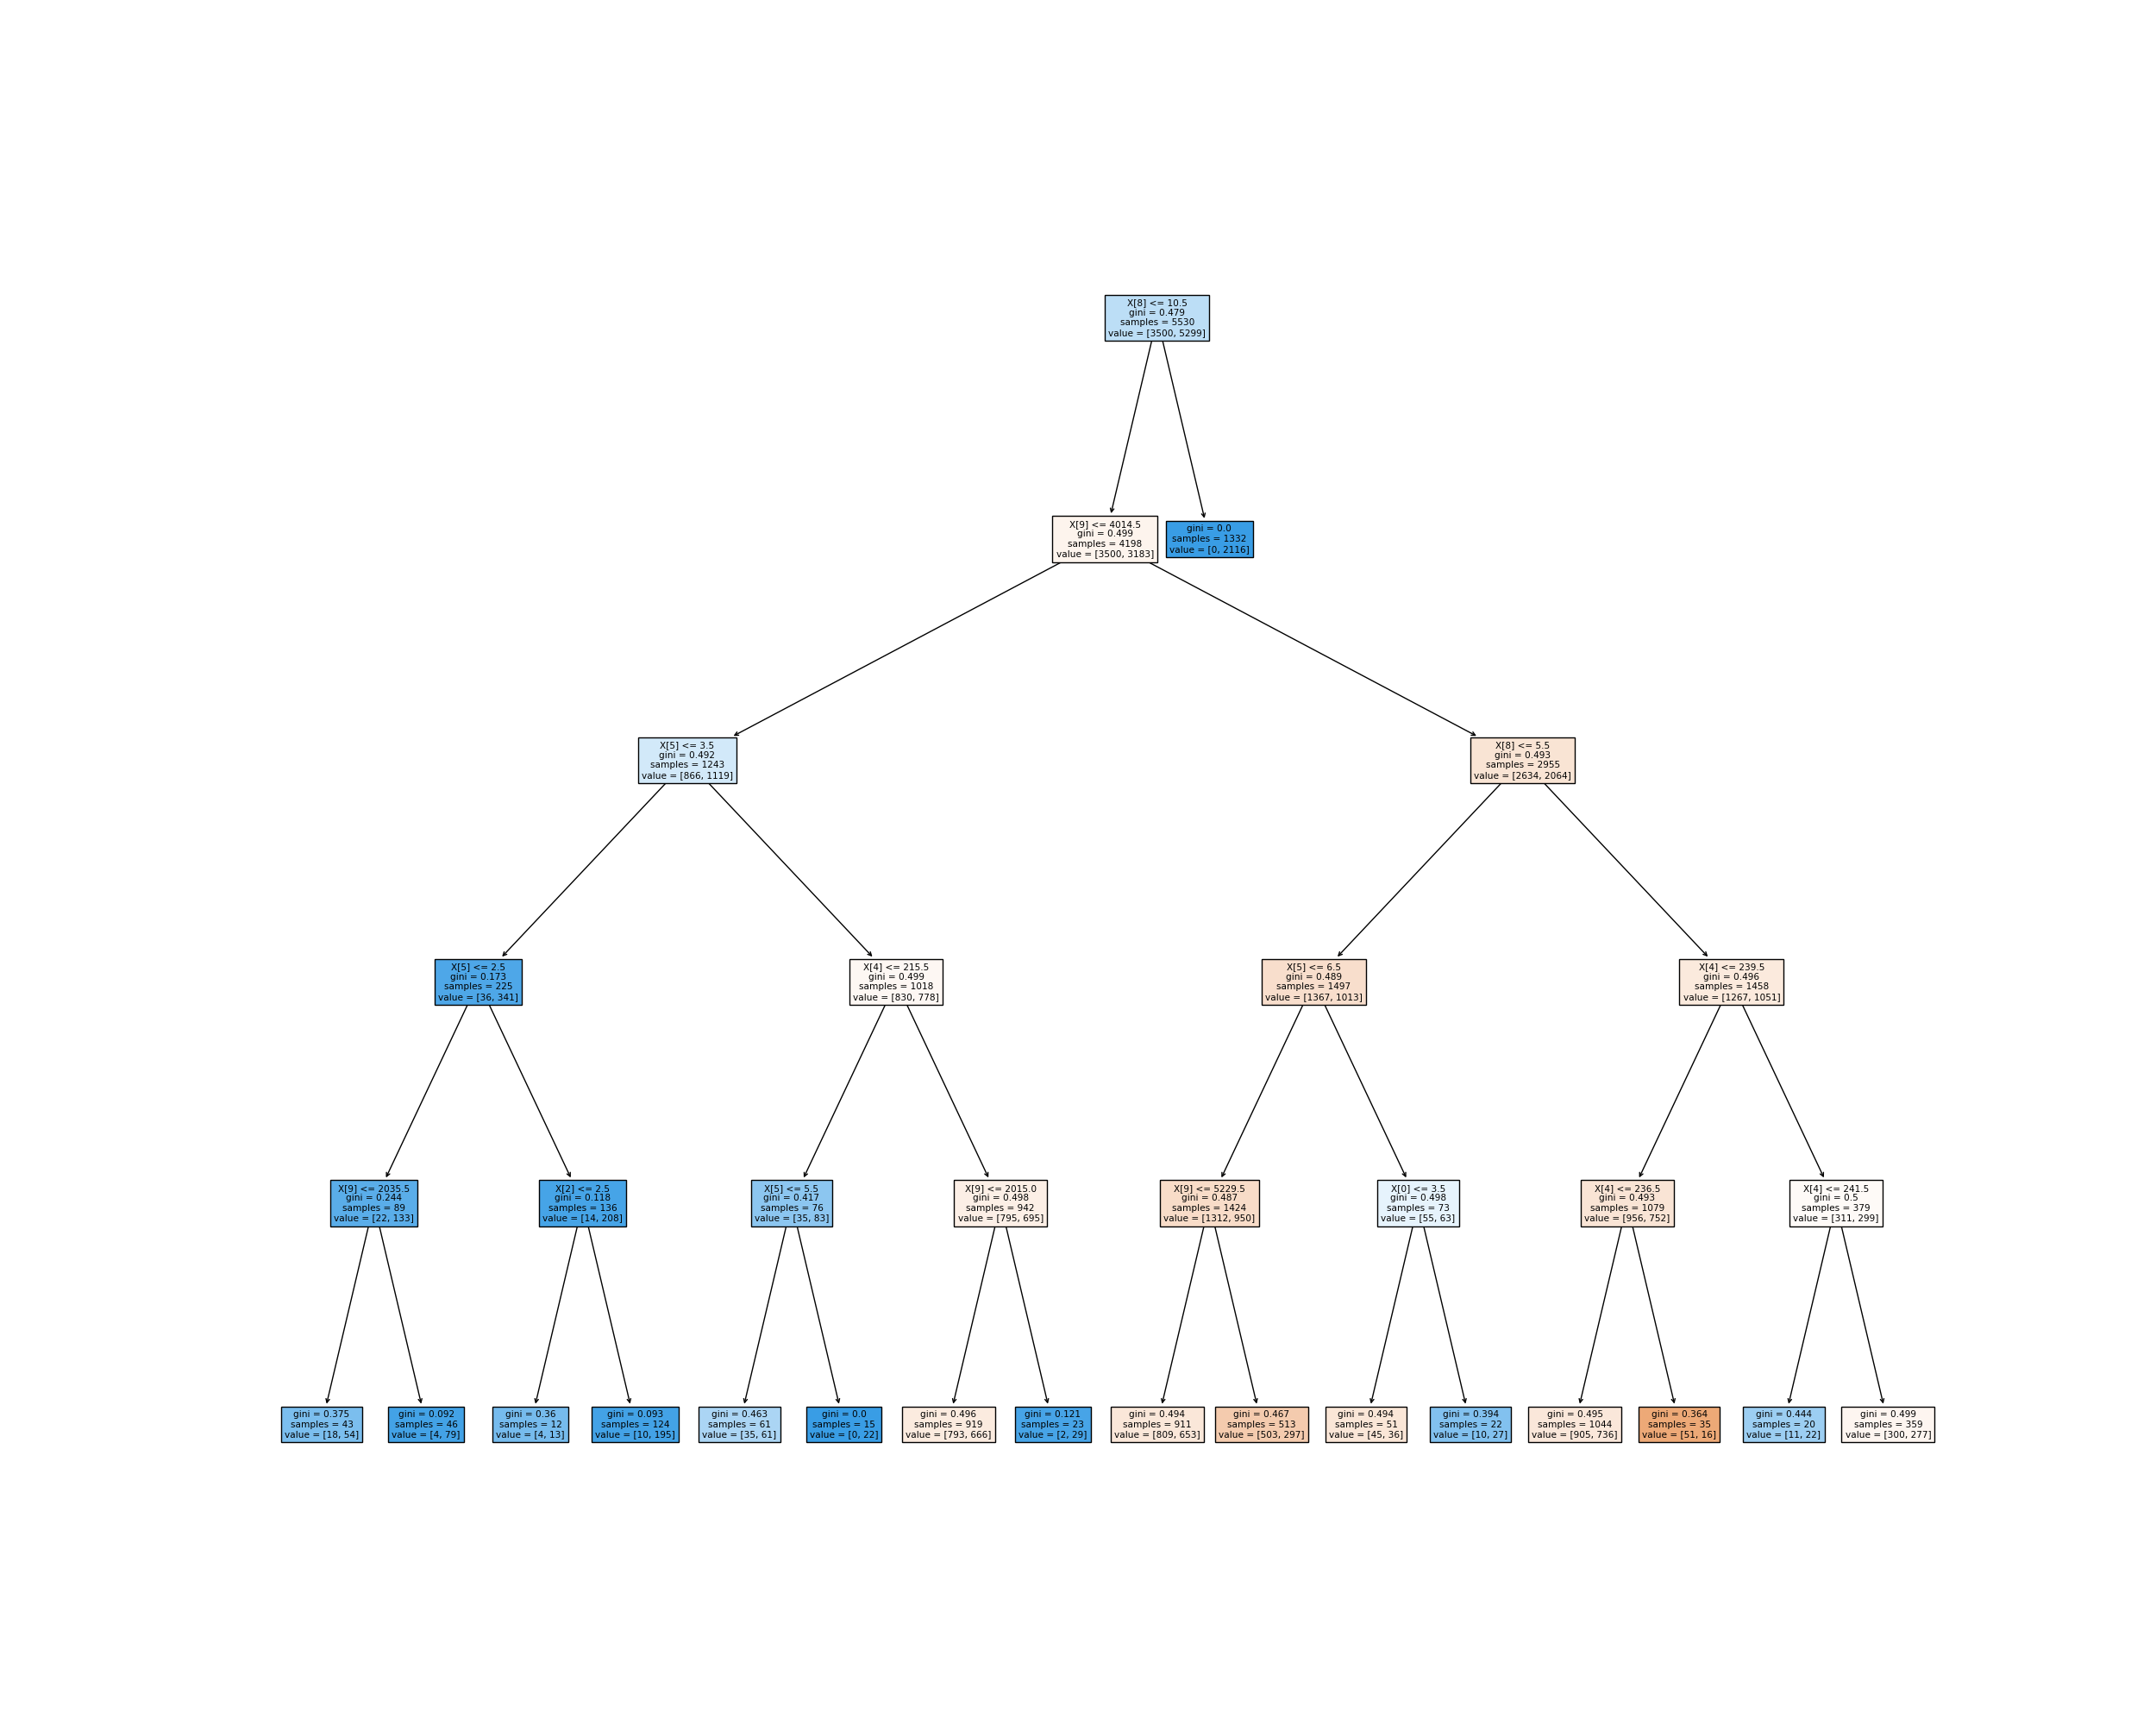 X[8] <= 10.5
gini = 0.479
samples = 5530
value = [3500, 5299]
X[9] <= 4014.5
gini = 0.499
samples = 4198
value = [3500, 3183]
gini = 0.0
samples = 1332
value = [0, 2116]
X[5] <= 3.5
gini = 0.492
samples = 1243
value = [866, 1119]
X[8] <= 5.5
gini = 0.493
samples = 2955
value = [2634, 2064]
X[5] <= 2.5
gini = 0.173
samples = 225
value = [36, 341]
X[4] <= 215.5
gini = 0.499
samples = 1018
value = [830, 778]
X[5] <= 6.5
gini = 0.489
samples = 1497
value = [1367, 1013]
X[4] <= 239.5
gini = 0.496
samples = 1458
value = [1267, 1051]
X[9] <= 2035.5
gini = 0.244
samples = 89
value = [22, 133]
X[2] <= 2.5
gini = 0.118
samples = 136
value = [14, 208]
X[5] <= 5.5
gini = 0.417
samples = 76
value = [35, 83]
X[9] <= 2015.0
gini = 0.498
samples = 942
value = [795, 695]
X[9] <= 5229.5
gini = 0.487
samples = 1424
value = [1312, 950]
X[0] <= 3.5
gini = 0.498
samples = 73
value = [55, 63]
X[4] <= 236.5
gini = 0.493
samples = 1079
value = [956, 752]
X[4] <= 241.5
gini = 0.5
samples = 379
value = [311, 299]
gini = 0.375
samples = 43
value = [18, 54]
gini = 0.092
samples = 46
value = [4, 79]
gini = 0.36
samples = 12
value = [4, 13]
gini = 0.093
samples = 124
value = [10, 195]
gini = 0.463
samples = 61
value = [35, 61]
gini = 0.0
samples = 15
value = [0, 22]
gini = 0.496
samples = 919
value = [793, 666]
gini = 0.121
samples = 23
value = [2, 29]
gini = 0.494
samples = 911
value = [809, 653]
gini = 0.467
samples = 513
value = [503, 297]
gini = 0.494
samples = 51
value = [45, 36]
gini = 0.394
samples = 22
value = [10, 27]
gini = 0.495
samples = 1044
value = [905, 736]
gini = 0.364
samples = 35
value = [51, 16]
gini = 0.444
samples = 20
value = [11, 22]
gini = 0.499
samples = 359
value = [300, 277]